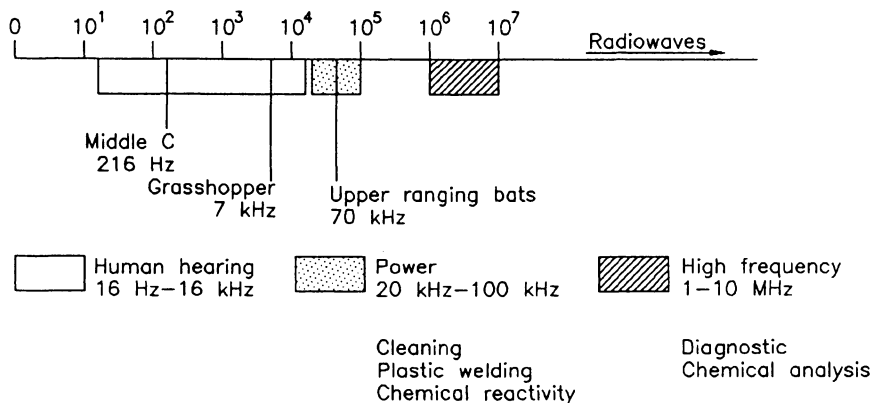 0 10¹ 10² 10³ 10⁴ 10⁵ 10⁶ 10⁷
Radiowaves
Middle C
216 Hz
Grasshopper
7 kHz
Upper ranging bats
70 kHz
Human hearing
16 Hz–16 kHz
Power
20 kHz–100 kHz
High frequency
1–10 MHz
Cleaning
Plastic welding
Chemical reactivity
Diagnostic
Chemical analysis